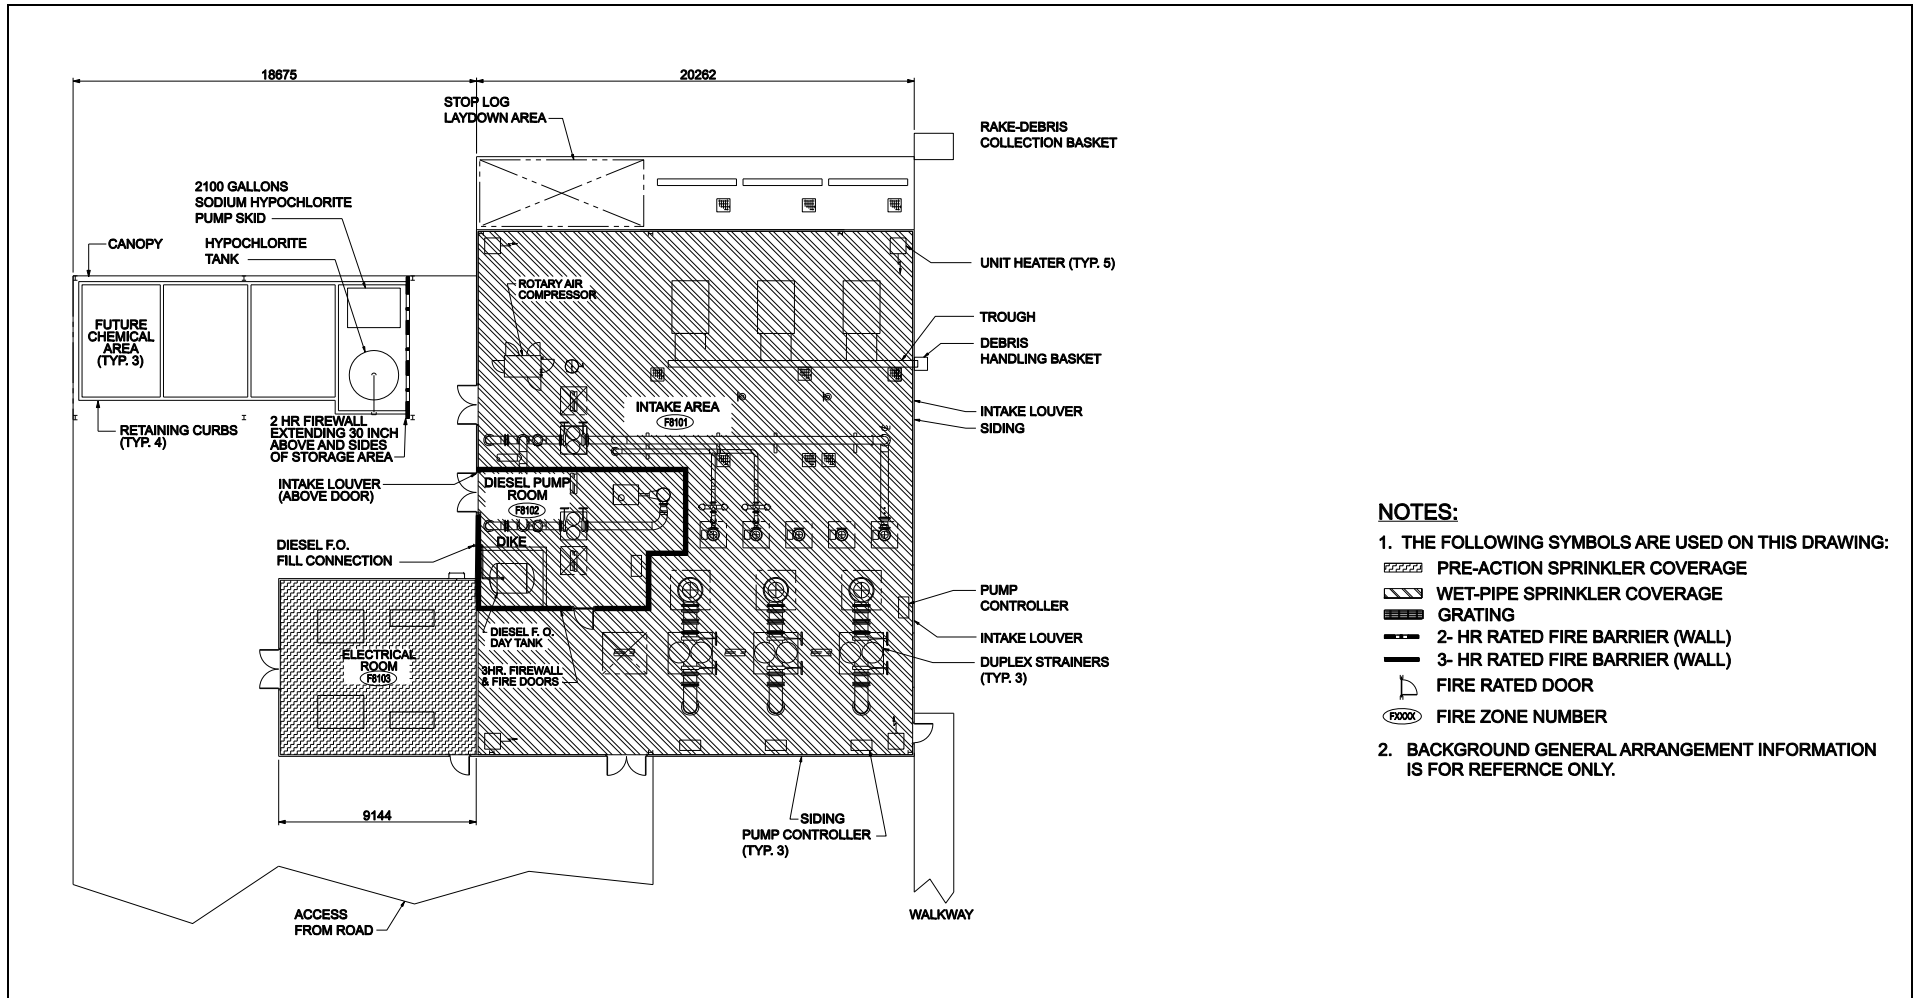 18675
20262
STOP LOG
LAYDOWN AREA
RAKE-DEBRIS
COLLECTION BASKET
2100 GALLONS
SODIUM HYPOCHLORITE
PUMP SKID
CANOPY
HYPOCHLORITE
TANK
UNIT HEATER (TYP. 5)
ROTARY AIR
COMPRESSOR
TROUGH
FUTURE
CHEMICAL
AREA
(TYP. 3)
DEBRIS
HANDLING BASKET
INTAKE AREA
F8101
INTAKE LOUVER
SIDING
RETAINING CURBS
(TYP. 4)
2 HR FIREWALL
EXTENDING 30 INCH
ABOVE AND SIDES
OF STORAGE AREA
INTAKE LOUVER
(ABOVE DOOR)
DIESEL PUMP
ROOM
F8102
DIKE
DIESEL F.O.
FILL CONNECTION
PUMP
CONTROLLER
INTAKE LOUVER
DUPLEX STRAINERS
(TYP. 3)
DIESEL F. O.
DAY TANK
ELECTRICAL
ROOM
F8103
3HR. FIREWALL
& FIRE DOORS
9144
SIDING
PUMP CONTROLLER
(TYP. 3)
ACCESS
FROM ROAD
WALKWAY
NOTES:
1. THE FOLLOWING SYMBOLS ARE USED ON THIS DRAWING:
PRE-ACTION SPRINKLER COVERAGE
WET-PIPE SPRINKLER COVERAGE
GRATING
2- HR RATED FIRE BARRIER (WALL)
3- HR RATED FIRE BARRIER (WALL)
FIRE RATED DOOR
FXXXX FIRE ZONE NUMBER
2. BACKGROUND GENERAL ARRANGEMENT INFORMATION
IS FOR REFERNCE ONLY.